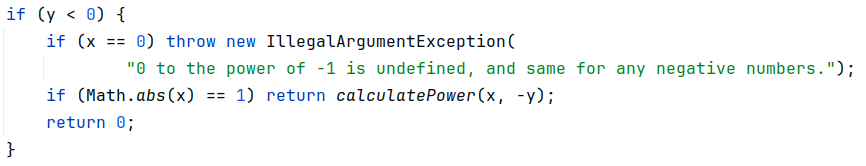 if (y < 0) {
    if (x == 0) throw new IllegalArgumentException(
            "0 to the power of -1 is undefined, and same for any negative numbers.");
    if (Math.abs(x) == 1) return calculatePower(x, -y);
    return 0;
}